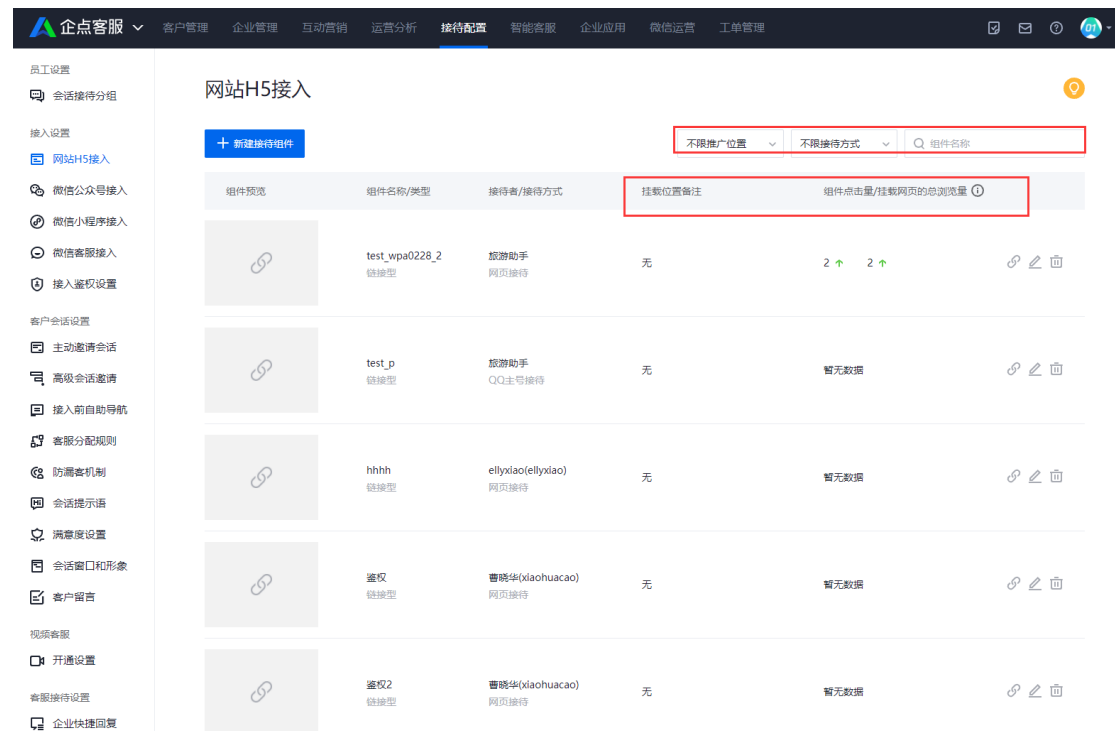 企点客服 客户管理 企业管理 互动营销 运营分析 接待配置 智能客服 企业应用 微信运营 工单管理
员工设置
会话接待分组
接入设置
网站H5接入
微信公众号接入
微信小程序接入
微信客服接入
接入鉴权设置
客户会话设置
主动邀请会话
高级会话邀请
接入前自助导航
客服分配规则
防漏客机制
会话提示语
满意度设置
会话窗口和形象
客户留言
视频客服
开通设置
客服接待设置
企业快捷回复
网站H5接入
+ 新建接待组件 不限推广位置 不限接待方式 组件名称
组件预览 组件名称/类型 接待者/接待方式 挂载位置备注 组件点击量/挂载网页的总浏览量
test_wpa0228_2 旅游助手 无 2 ↑ 2 ↑
链接型 网页接待
test_p 旅游助手 无 暂无数据
链接型 QQ主号接待
hhhh ellyxiao(ellyxiao) 无 暂无数据
链接型 网页接待
鉴权 曹晓华(xiaohuacao) 无 暂无数据
链接型 网页接待
鉴权2 曹晓华(xiaohuacao) 无 暂无数据
链接型 网页接待